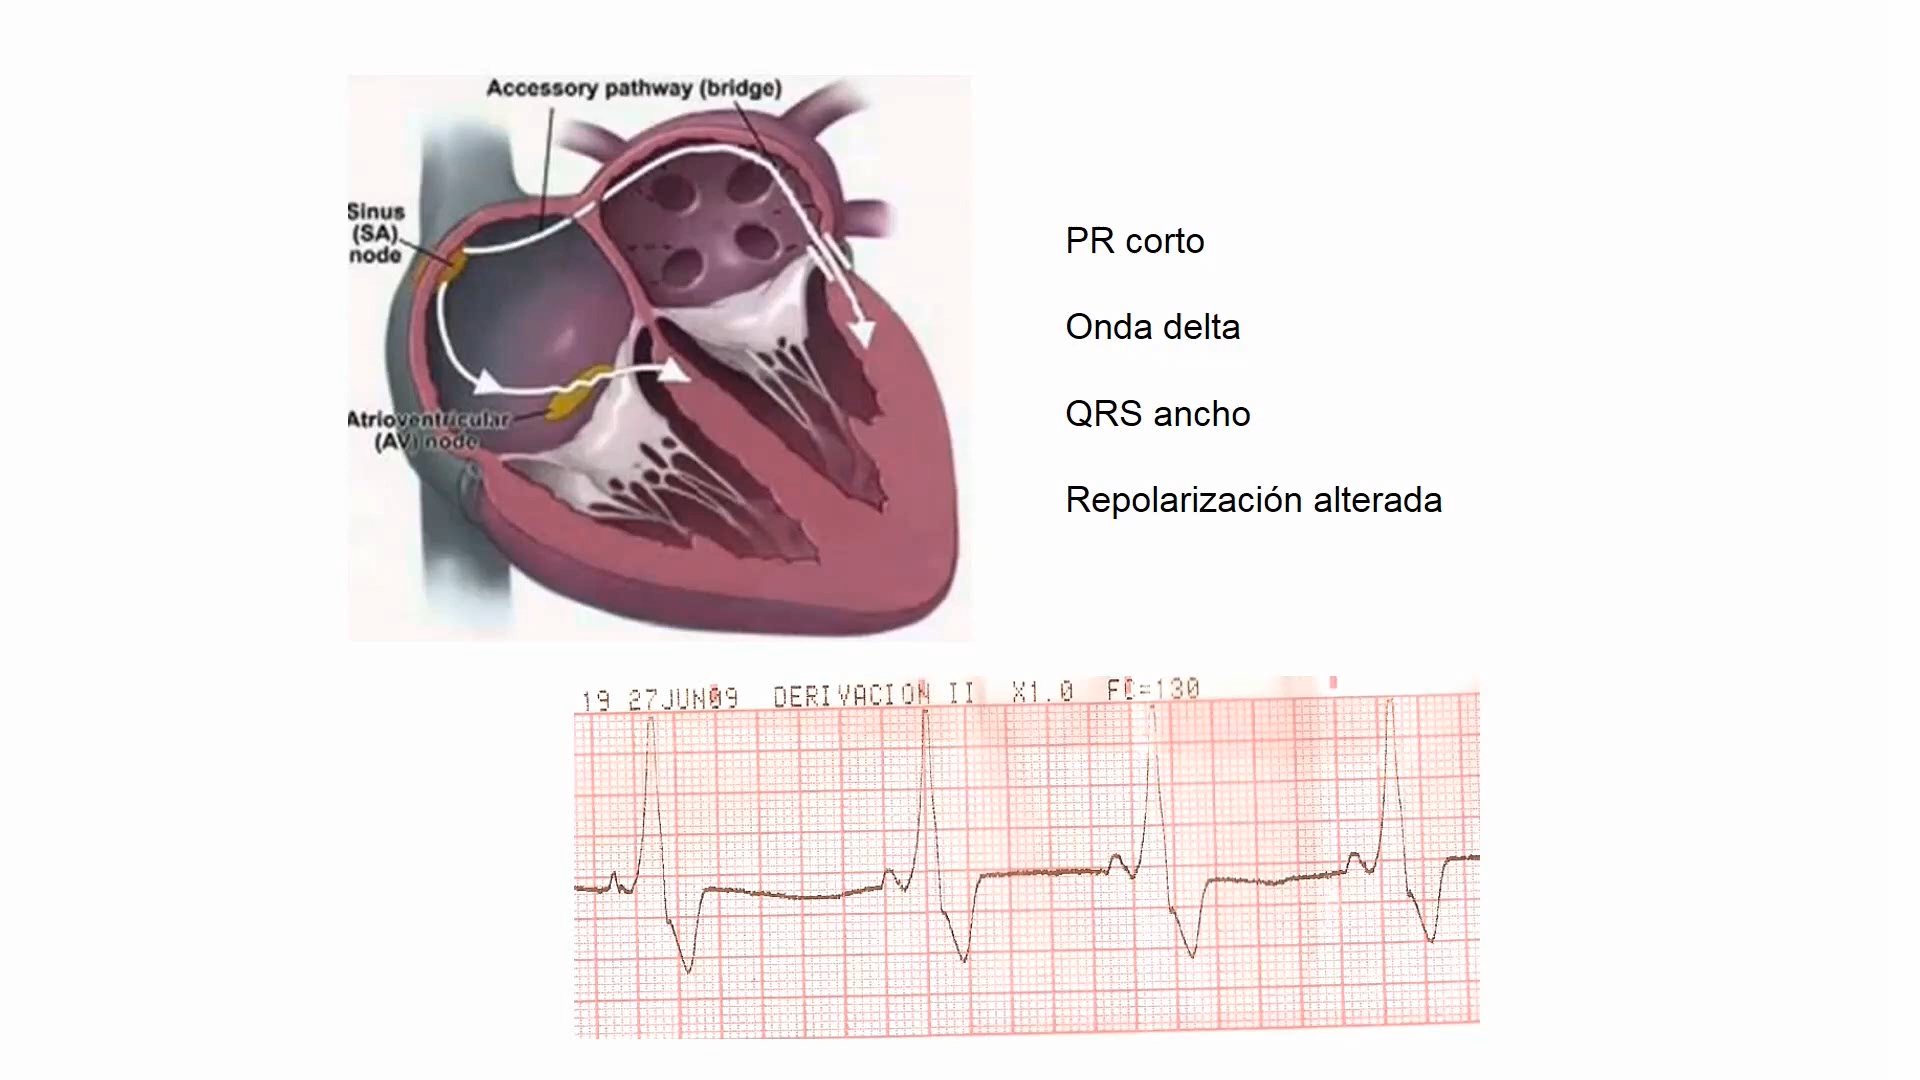 Accessory pathway (bridge)
Sinus
(SA)
node
Atrioventricular
(AV) node
PR corto
Onda delta
QRS ancho
Repolarización alterada
19 27JUN09 DERIVACION II X1.0 FC=130